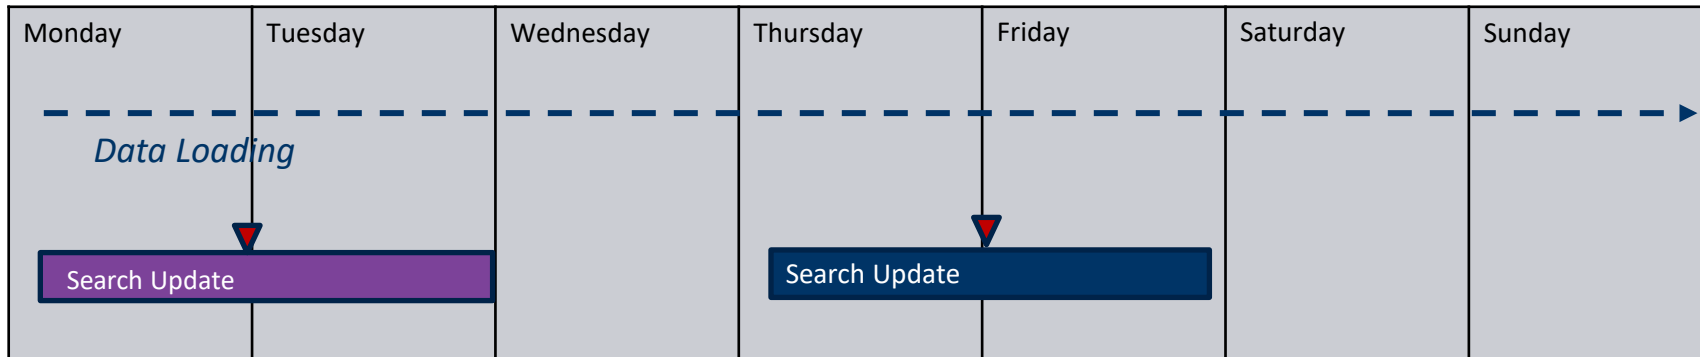 Monday
Tuesday
Wednesday
Thursday
Friday
Saturday
Sunday
Data Loading
Search Update
Search Update